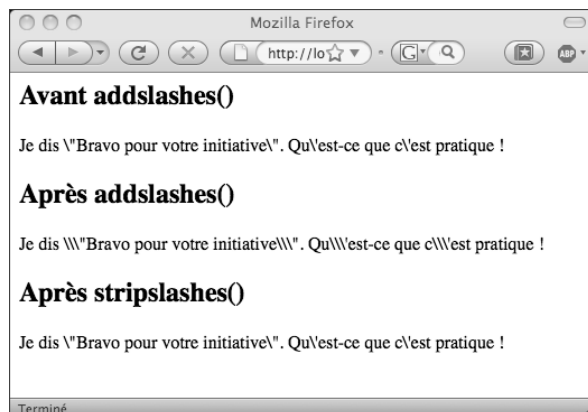 Mozilla Firefox
http://lo
G
ABP
Avant addslashes()
Je dis \"Bravo pour votre initiative\". Qu\'est-ce que c\'est pratique !
Après addslashes()
Je dis \\\"Bravo pour votre initiative\\\". Qu\\\'est-ce que c\\\'est pratique !
Après stripslashes()
Je dis \"Bravo pour votre initiative\". Qu\'est-ce que c\'est pratique !
Terminé